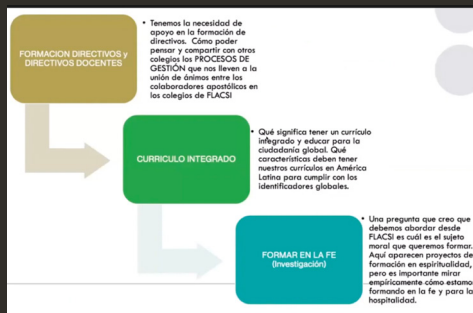 FORMACION DIRECTIVOS y
DIRECTIVOS DOCENTES
• Tenemos la necesidad de
apoyo en la formación de
directivos. Cómo poder
pensar y compartir con otros
colegios los PROCESOS DE
GESTIÓN que nos lleven a la
unión de ánimos entre los
colaboradores apostólicos en
los colegios de FLACSI
CURRICULO INTEGRADO
• Qué significa tener un currículo
integrado y educar para la
ciudadanía global. Qué
características deben tener
nuestros currículos en América
Latina para cumplir con los
identificadores globales.
FORMAR EN LA FE
(Investigación)
• Una pregunta que creo que
debemos abordar desde
FLACSI es cuál es el sujeto
moral que queremos formar.
Aquí aparecen proyectos de
formación en espiritualidad,
pero es importante mirar
empíricamente cómo estamos
formando en la fe y para la
hospitalidad.